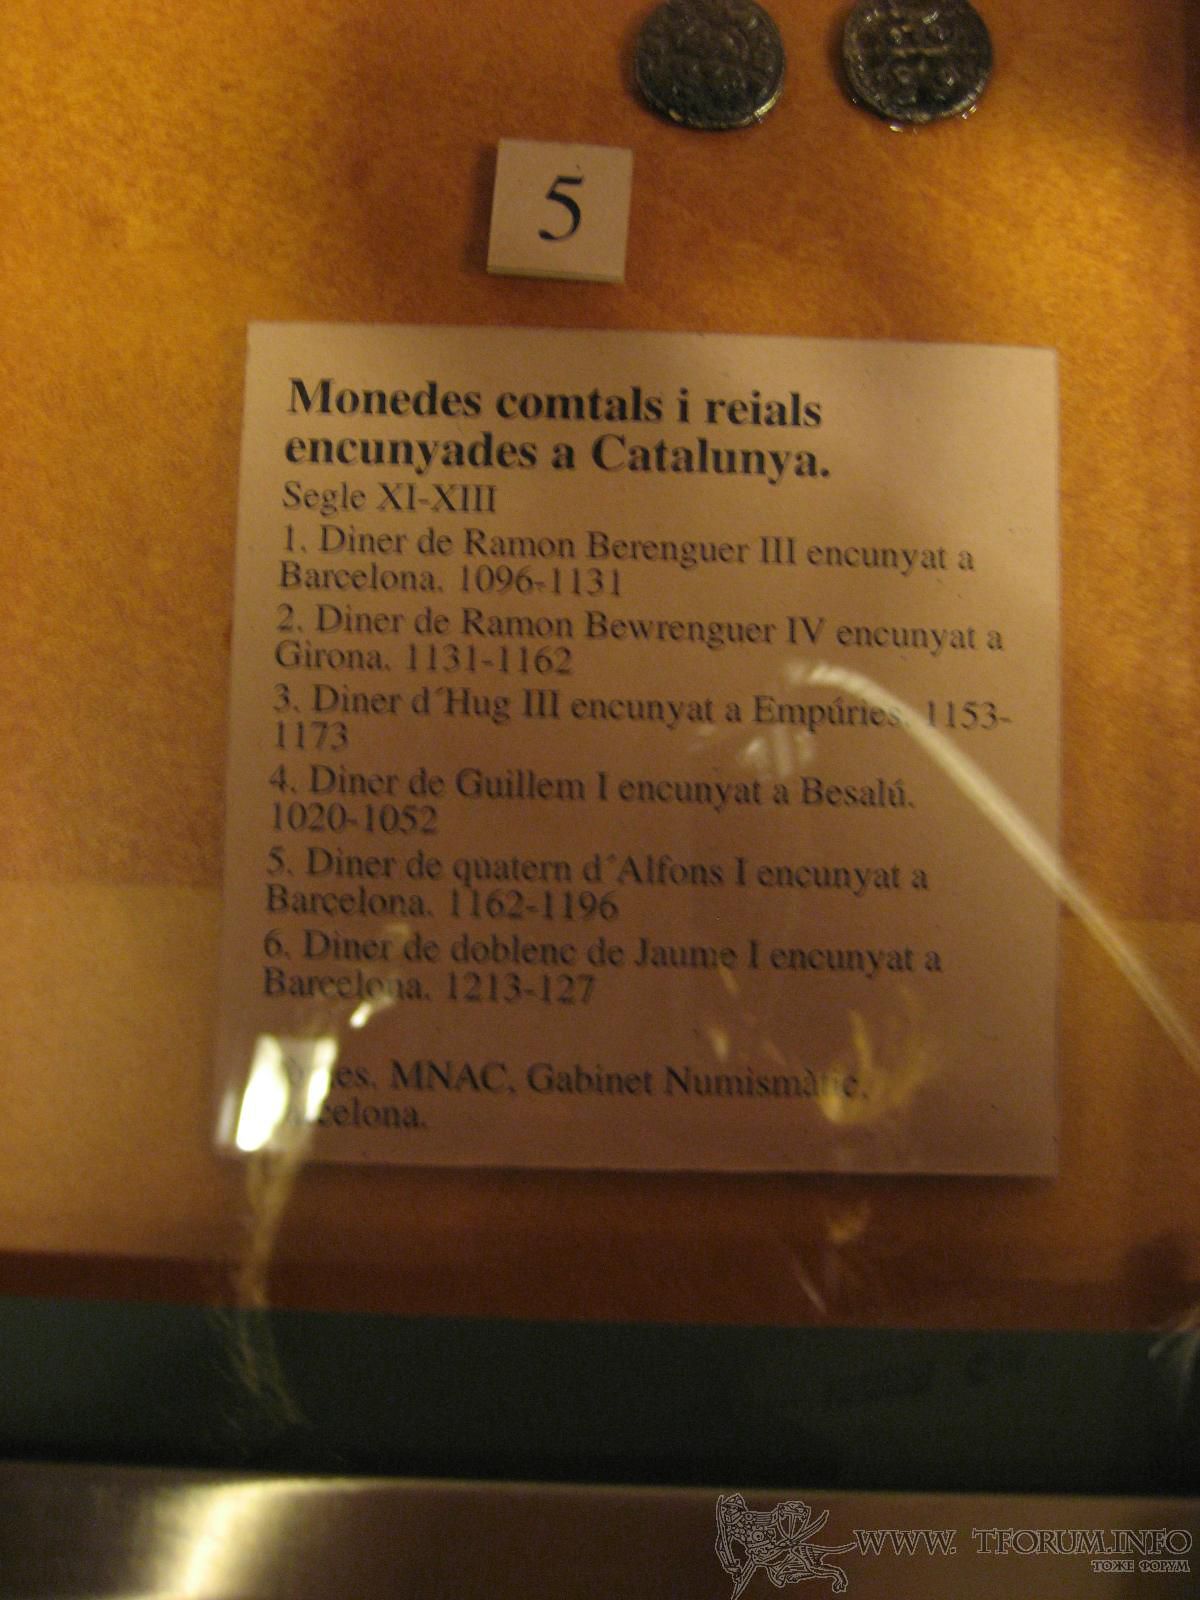 5
Monedes comtals i reials
encunyades a Catalunya.
Segle XI-XIII
1. Diner de Ramon Berenguer III encunyat a
Barcelona. 1096-1131
2. Diner de Ramon Bewrenguer IV encunyat a
Girona. 1131-1162
3. Diner d´Hug III encunyat a Empúries. 1153-
1173
4. Diner de Guillem I encunyat a Besalú.
1020-1052
5. Diner de quatern d´Alfons I encunyat a
Barcelona. 1162-1196
6. Diner de doblenc de Jaume I encunyat a
Barcelona. 1213-127
MNAC. Gabinet Numismàtic.
WWW. TFORUM.INFO
ТОЖЕ ФОРУМ